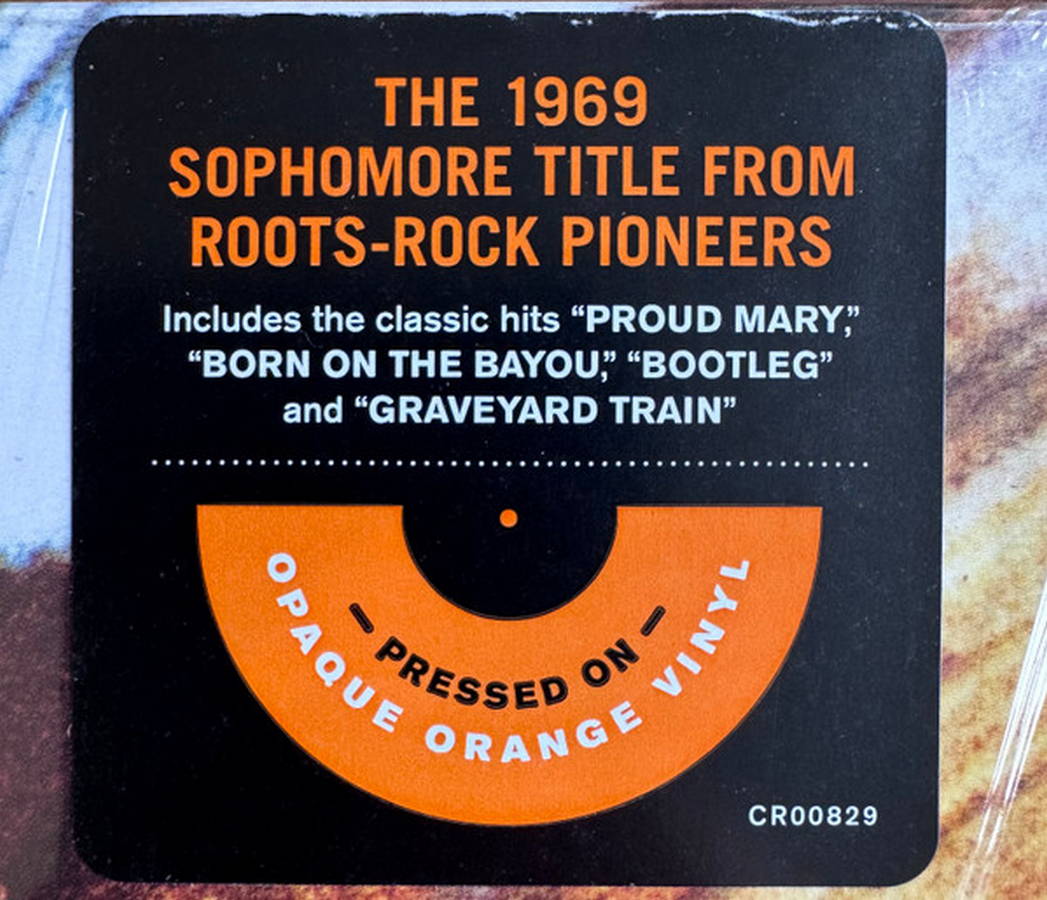 THE 1969
SOPHOMORE TITLE FROM
ROOTS-ROCK PIONEERS
Includes the classic hits “PROUD MARY,”
“BORN ON THE BAYOU,” “BOOTLEG”
and “GRAVEYARD TRAIN”
— PRESSED ON —
OPAQUE ORANGE VINYL
CR00829